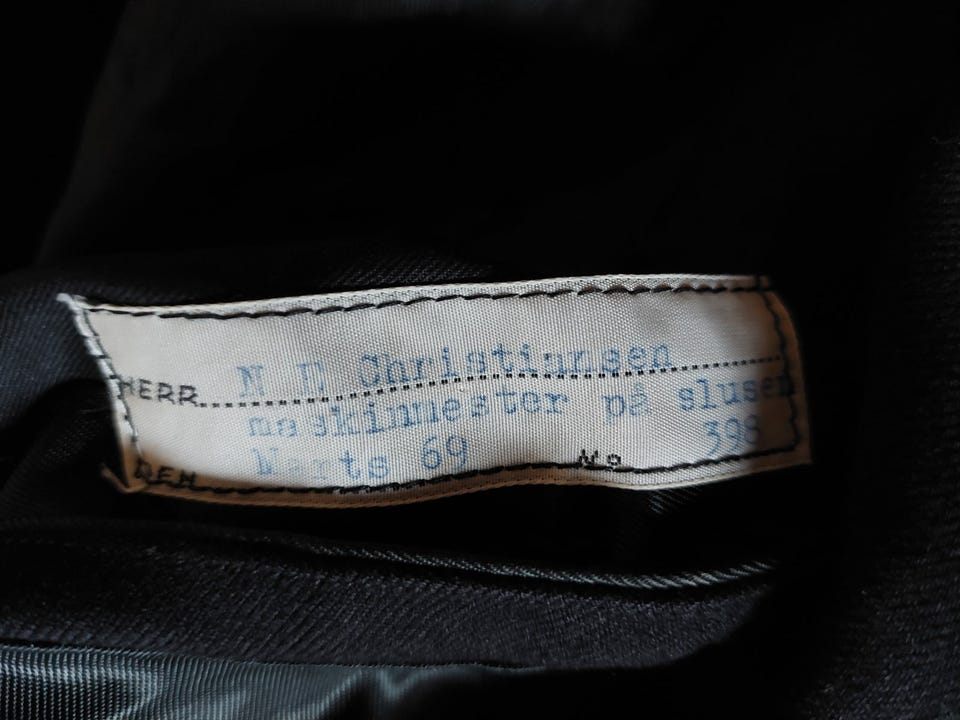 HERR N E Christiansen
maskinmester på slusen
DEN Marts 69 No 398